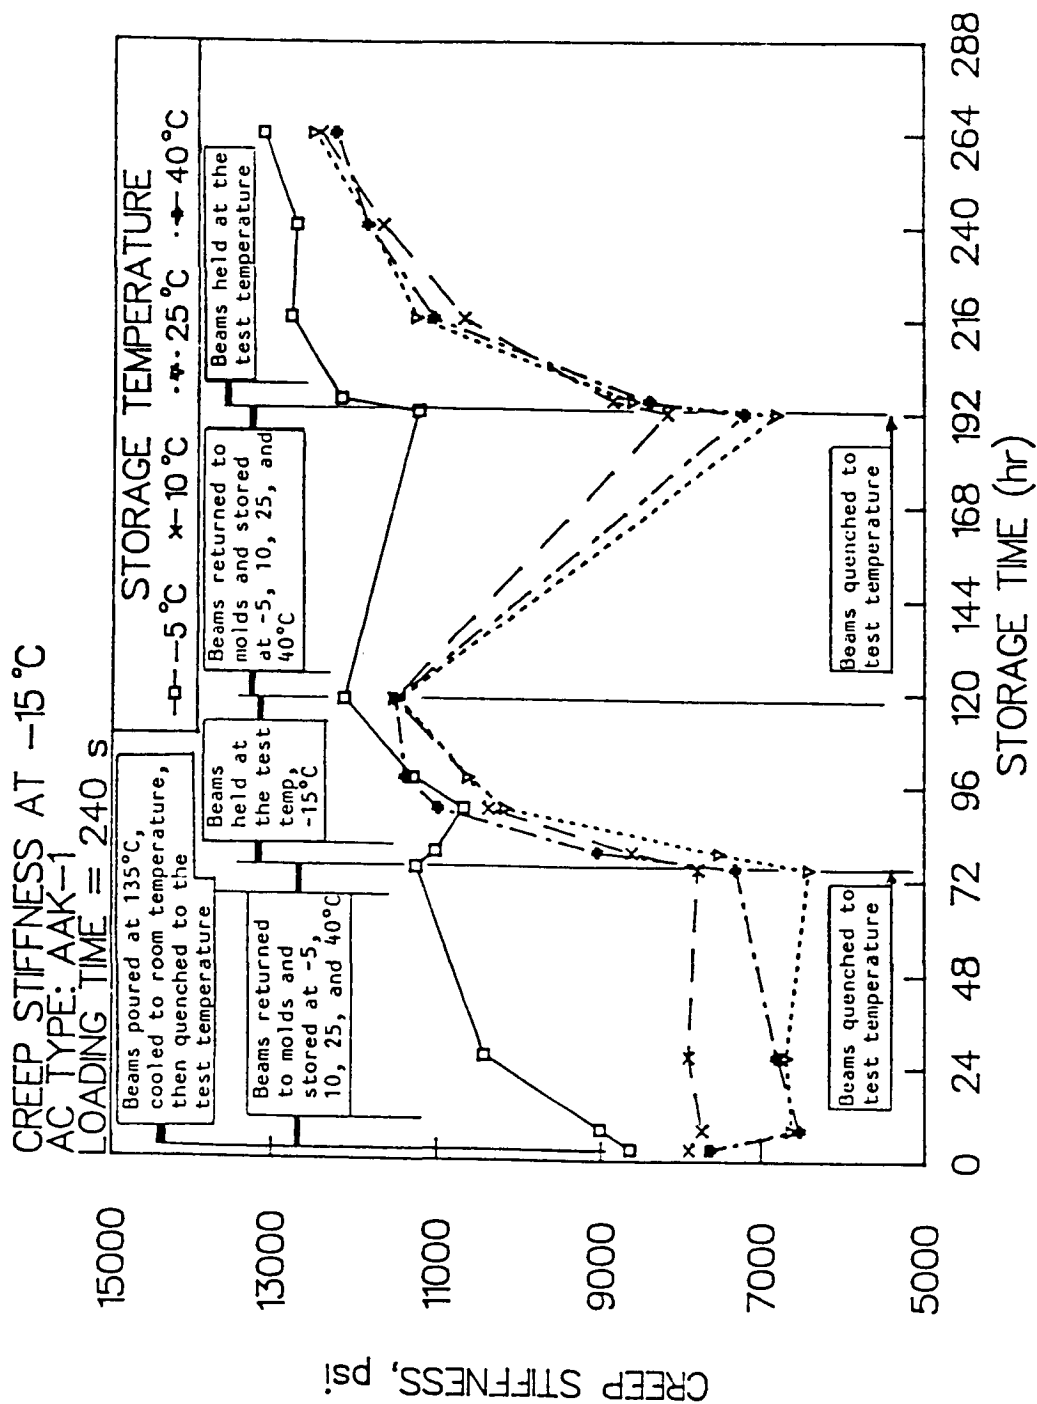 CREEP STIFFNESS AT -15°C
AC TYPE: AAK-1
LOADING TIME = 240 s
STORAGE TEMPERATURE
-5°C
10°C
25°C
40°C
Beams poured at 135°C,
cooled to room temperature,
then quenched to the
test temperature
Beams returned
to molds and
stored at -5,
10, 25, and 40°C
Beams
held at
the test
temp,
-15°C
Beams returned to
molds and stored
at -5, 10, 25, and
40°C
Beams held at the
test temperature
Beams quenched to
test temperature
Beams quenched to
test temperature
CREEP STIFFNESS, psi
15000
13000
11000
9000
7000
5000
0 24 48 72 96 120 144 168 192 216 240 264 288
STORAGE TIME (hr)